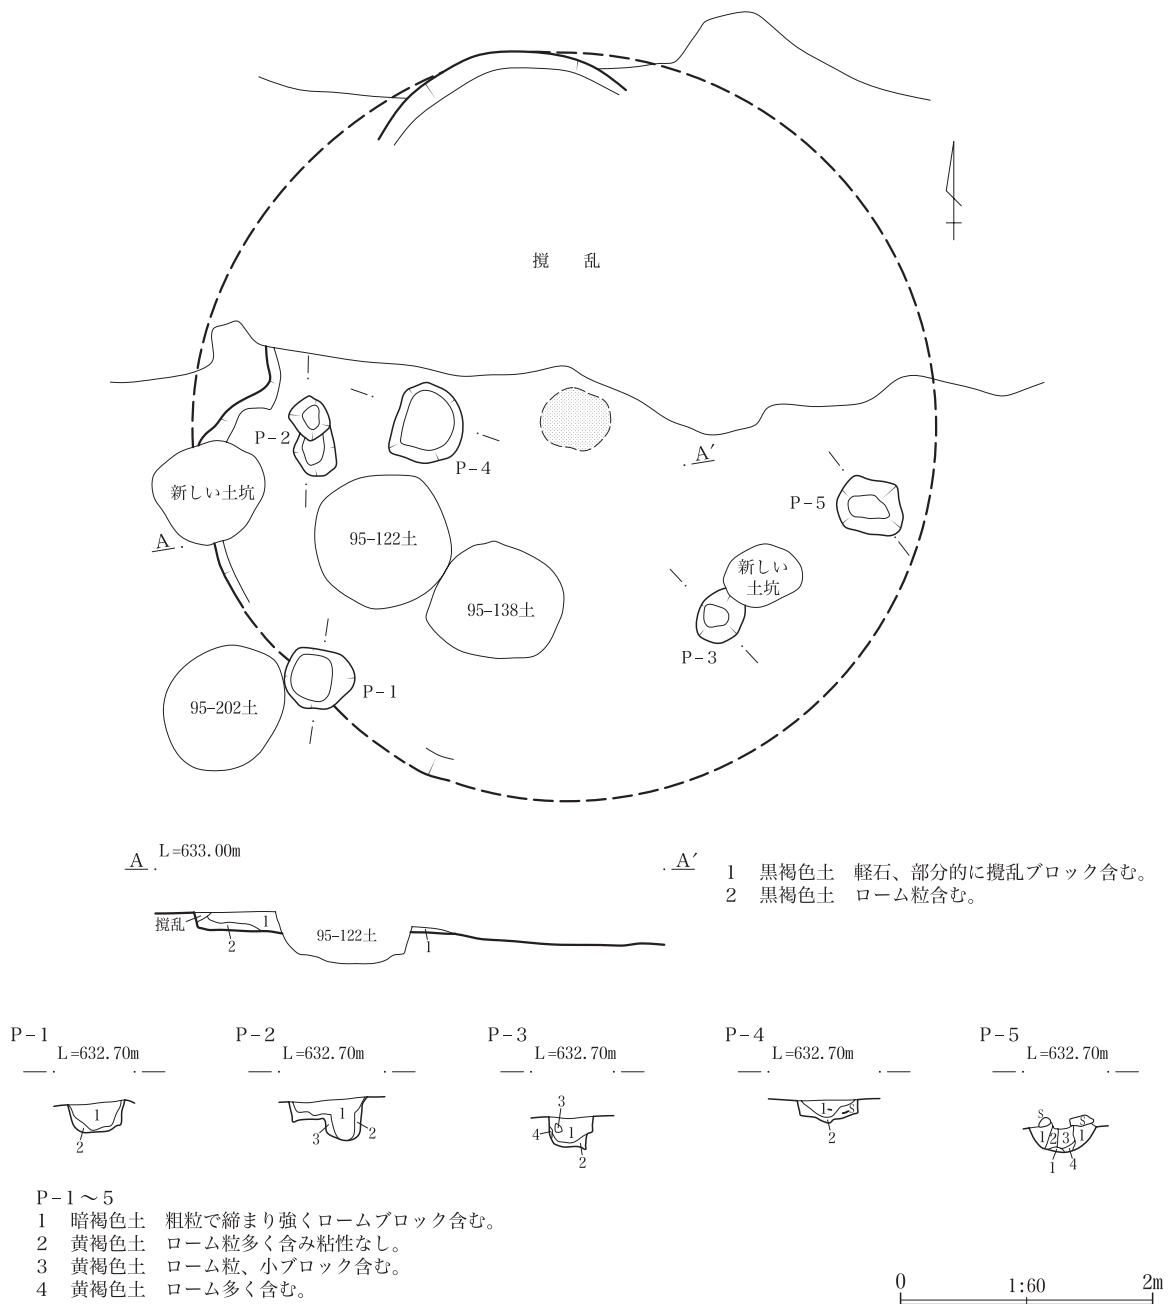 攪　乱
P-2
P-4
A′
新しい土坑
P-5
A
95-122土
新しい
土坑
95-138土
P-3
P-1
95-202土
A　L=633.00m　A′
攪乱
1
2
95-122土
1
1　黒褐色土　軽石、部分的に攪乱ブロック含む。
2　黒褐色土　ローム粒含む。
P-1
L=632.70m
1
2
P-2
L=632.70m
1
3
2
P-3
L=632.70m
3
4
1
2
P-4
L=632.70m
1
S
2
P-5
L=632.70m
S
S
1 2 3 1
1
4
P-1～5
1　暗褐色土　粗粒で締まり強くロームブロック含む。
2　黄褐色土　ローム粒多く含み粘性なし。
3　黄褐色土　ローム粒、小ブロック含む。
4　黄褐色土　ローム多く含む。
0　1:60　2m